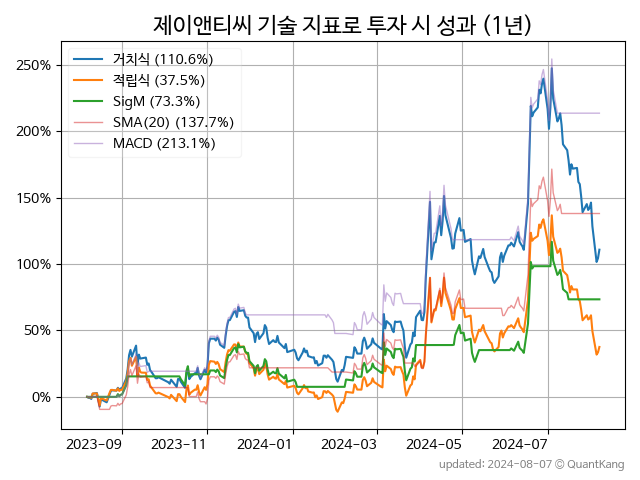 제이앤티씨 기술 지표로 투자 시 성과 (1년)
거치식 (110.6%)
적립식 (37.5%)
SigM (73.3%)
SMA(20) (137.7%)
MACD (213.1%)
250%
200%
150%
100%
50%
0%
2023-09 2023-11 2024-01 2024-03 2024-05 2024-07
updated: 2024-08-07 © QuantKang